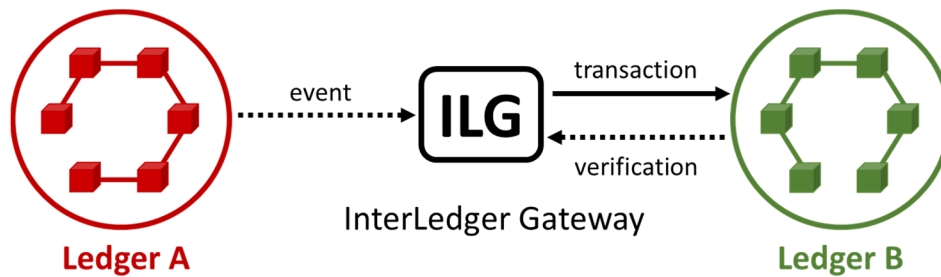 event
ILG
transaction
verification
InterLedger Gateway
Ledger A
Ledger B